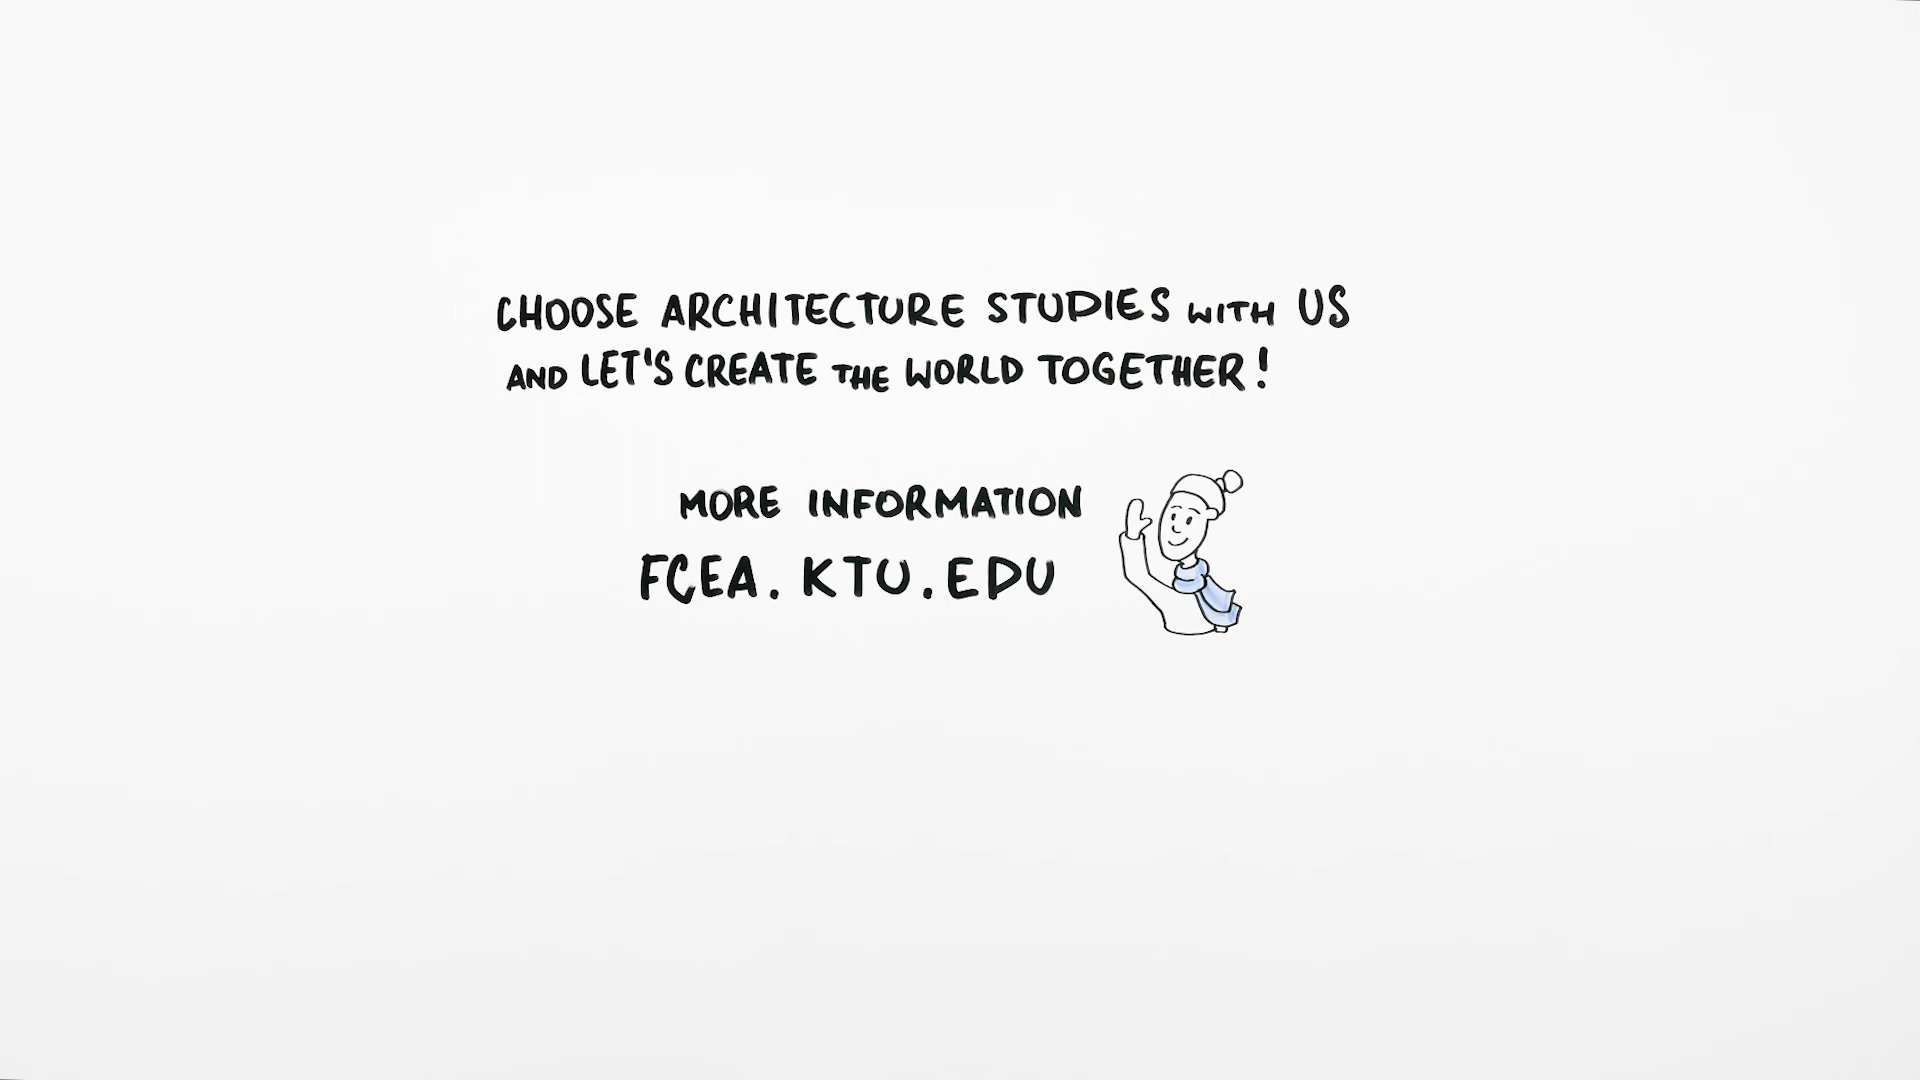 CHOOSE ARCHITECTURE STUDIES WITH US
AND LET'S CREATE THE WORLD TOGETHER!
MORE INFORMATION
FCEA.KTU.EDU